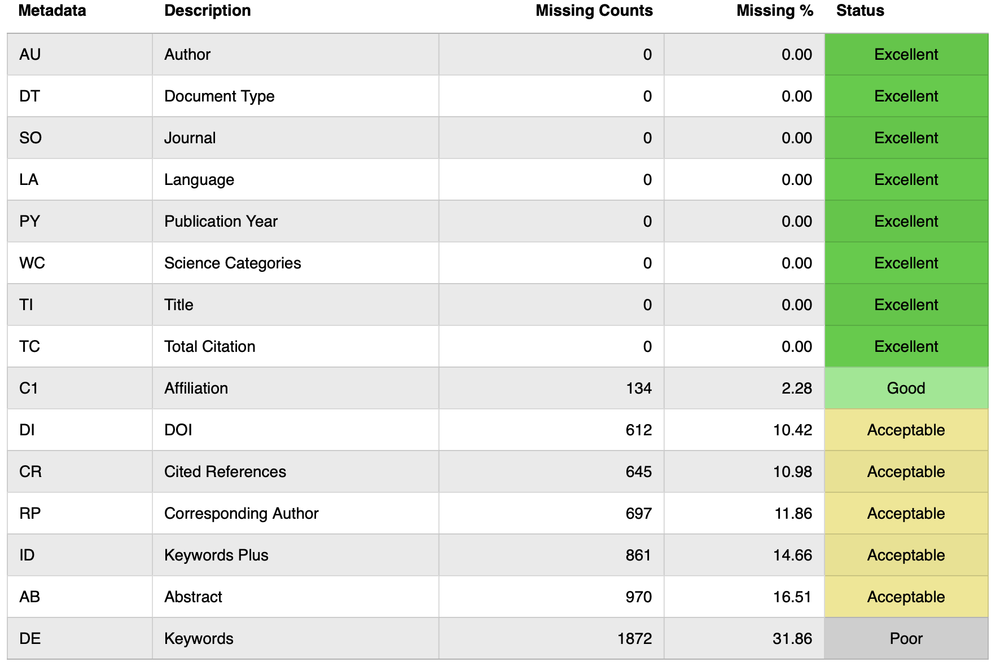 Metadata Description Missing Counts Missing % Status
AU Author 0 0.00 Excellent
DT Document Type 0 0.00 Excellent
SO Journal 0 0.00 Excellent
LA Language 0 0.00 Excellent
PY Publication Year 0 0.00 Excellent
WC Science Categories 0 0.00 Excellent
TI Title 0 0.00 Excellent
TC Total Citation 0 0.00 Excellent
C1 Affiliation 134 2.28 Good
DI DOI 612 10.42 Acceptable
CR Cited References 645 10.98 Acceptable
RP Corresponding Author 697 11.86 Acceptable
ID Keywords Plus 861 14.66 Acceptable
AB Abstract 970 16.51 Acceptable
DE Keywords 1872 31.86 Poor